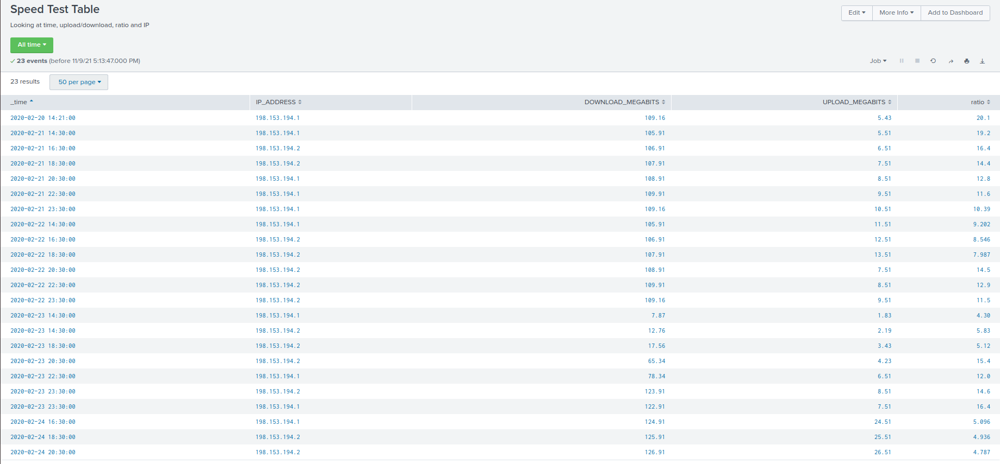 Speed Test Table
Edit More Info Add to Dashboard
Looking at time, upload/download, ratio and IP
All time
23 events (before 11/9/21 5:13:47.000 PM)
Job
23 results 50 per page
_time IP_ADDRESS DOWNLOAD_MEGABITS UPLOAD_MEGABITS ratio
2020-02-20 14:21:00 198.153.194.1 109.16 5.43 20.1
2020-02-21 14:30:00 198.153.194.1 105.91 5.51 19.2
2020-02-21 16:30:00 198.153.194.2 106.91 6.51 16.4
2020-02-21 18:30:00 198.153.194.2 107.91 7.51 14.4
2020-02-21 20:30:00 198.153.194.1 108.91 8.51 12.8
2020-02-21 22:30:00 198.153.194.1 109.91 9.51 11.6
2020-02-21 23:30:00 198.153.194.1 109.16 10.51 10.39
2020-02-22 14:30:00 198.153.194.1 105.91 11.51 9.202
2020-02-22 16:30:00 198.153.194.2 106.91 12.51 8.546
2020-02-22 18:30:00 198.153.194.2 107.91 13.51 7.987
2020-02-22 20:30:00 198.153.194.2 108.91 7.51 14.5
2020-02-22 22:30:00 198.153.194.2 109.91 8.51 12.9
2020-02-22 23:30:00 198.153.194.2 109.16 9.51 11.5
2020-02-23 14:30:00 198.153.194.1 7.87 1.83 4.30
2020-02-23 14:30:00 198.153.194.2 12.76 2.19 5.83
2020-02-23 18:30:00 198.153.194.2 17.56 3.43 5.12
2020-02-23 20:30:00 198.153.194.2 65.34 4.23 15.4
2020-02-23 22:30:00 198.153.194.1 78.34 6.51 12.0
2020-02-23 23:30:00 198.153.194.2 123.91 8.51 14.6
2020-02-23 23:30:00 198.153.194.1 122.91 7.51 16.4
2020-02-24 16:30:00 198.153.194.1 124.91 24.51 5.096
2020-02-24 18:30:00 198.153.194.2 125.91 25.51 4.936
2020-02-24 20:30:00 198.153.194.2 126.91 26.51 4.787